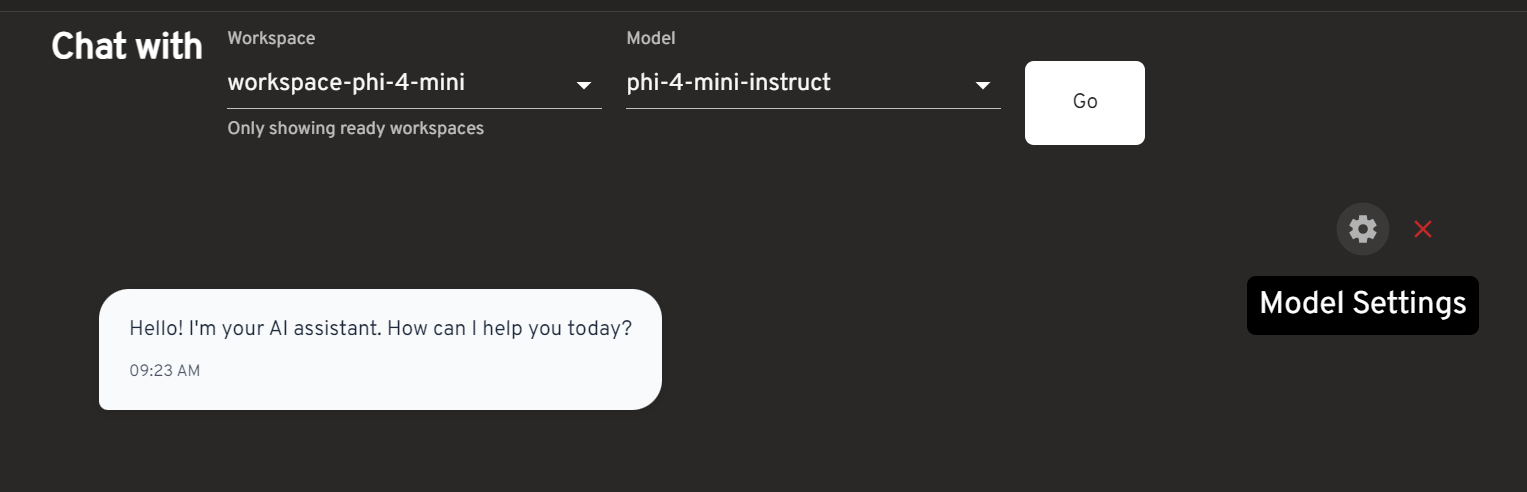 Chat with
Workspace
workspace-phi-4-mini
Only showing ready workspaces
Model
phi-4-mini-instruct
Go
Model Settings
Hello! I'm your AI assistant. How can I help you today?
09:23 AM